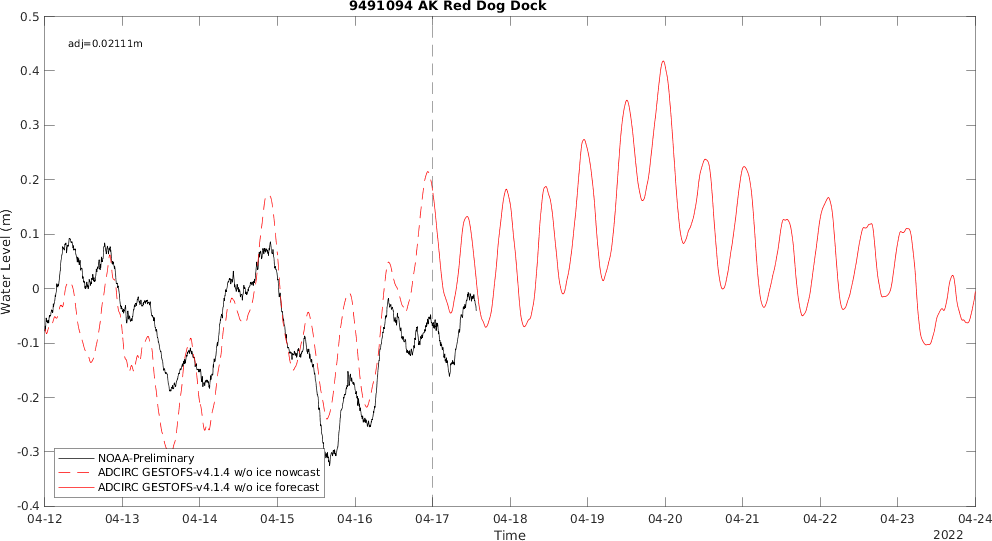 9491094 AK Red Dog Dock
adj=0.02111m
0.5
0.4
0.3
0.2
0.1
0
-0.1
-0.2
-0.3
-0.4
Water Level (m)
NOAA-Preliminary
ADCIRC GESTOFS-v4.1.4 w/o ice nowcast
ADCIRC GESTOFS-v4.1.4 w/o ice forecast
04-12 04-13 04-14 04-15 04-16 04-17 04-18 04-19 04-20 04-21 04-22 04-23 04-24
Time
2022